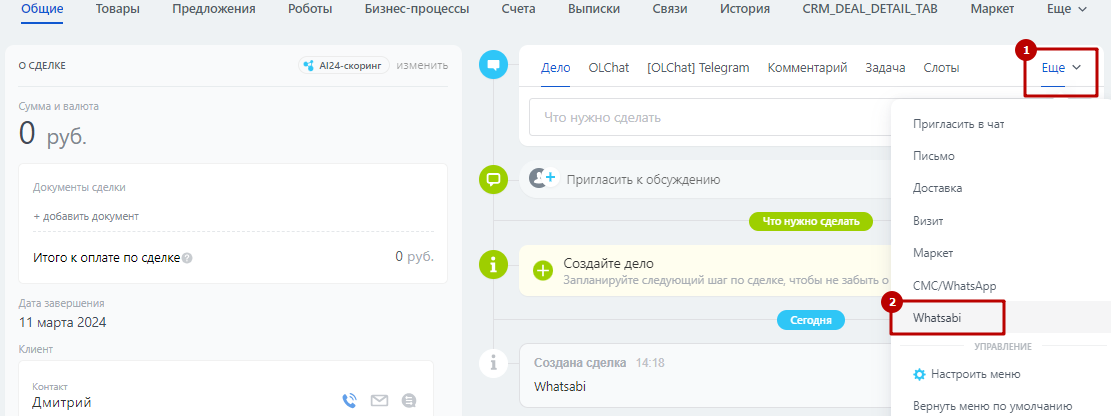 Общие Товары Предложения Роботы Бизнес-процессы Счета Выписки Связи История CRM_DEAL_DETAIL_TAB Маркет Еще
О СДЕЛКЕ AI24-скоринг изменить
Сумма и валюта
0 руб.
Документы сделки
+ добавить документ
Итого к оплате по сделке ? 0 руб.
Дата завершения
11 марта 2024
Клиент
Контакт
Дмитрий
1
Дело OLChat [OLChat] Telegram Комментарий Задача Слоты Еще
Что нужно сделать
Пригласить к обсуждению
Что нужно сделать
Создайте дело
Запланируйте следующий шаг по сделке, чтобы не забыть о
Сегодня
Создана сделка 14:18
Whatsabi
Пригласить в чат
Письмо
Доставка
Визит
Маркет
СМС/WhatsApp
2
Whatsabi
УПРАВЛЕНИЕ
Настроить меню
Вернуть меню по умолчанию